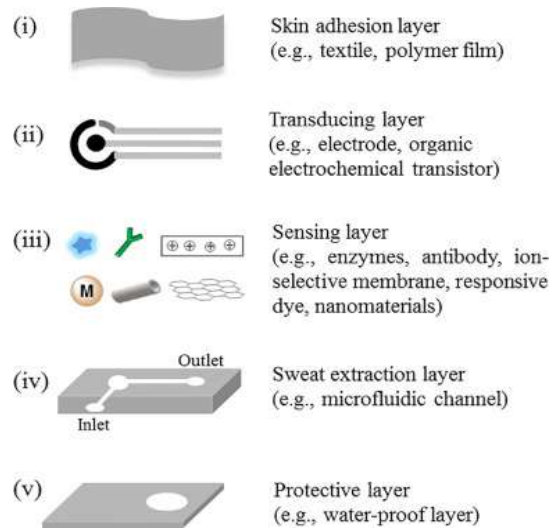 (i)
Skin adhesion layer
(e.g., textile, polymer film)
(ii)
Transducing layer
(e.g., electrode, organic
electrochemical transistor)
(iii)
M
Sensing layer
(e.g., enzymes, antibody, ion-
selective membrane, responsive
dye, nanomaterials)
(iv)
Outlet
Inlet
Sweat extraction layer
(e.g., microfluidic channel)
(v)
Protective layer
(e.g., water-proof layer)